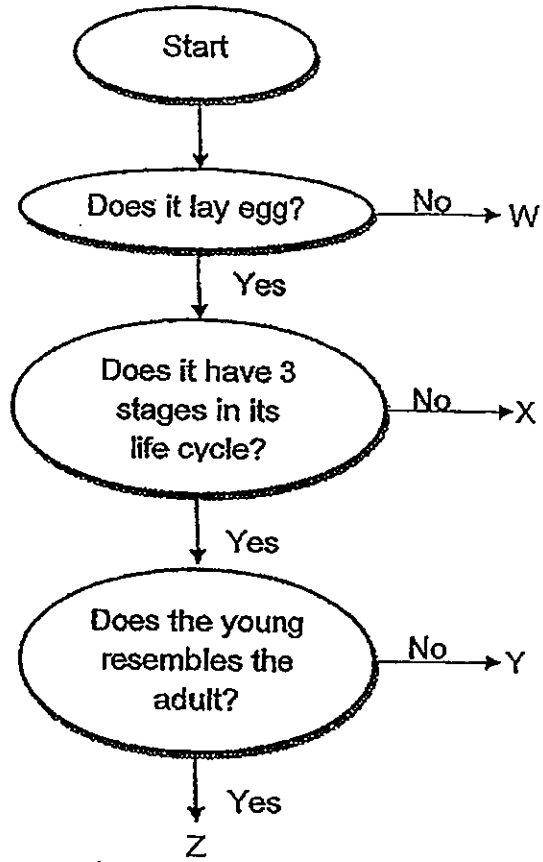 Start
Does it lay egg?
No
W
Yes
Does it have 3
stages in its
life cycle?
No
X
Yes
Does the young
resembles the
adult?
No
Y
Yes
Z